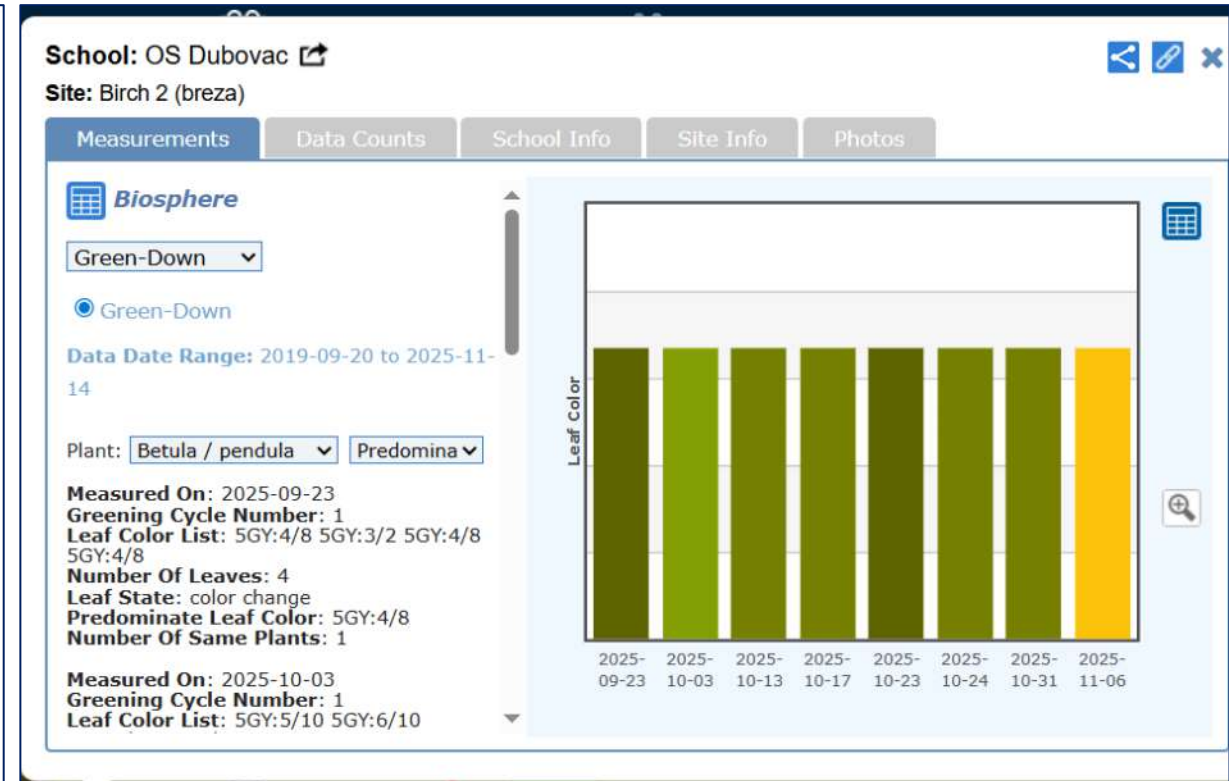 School: OS Dubovac
Site: Birch 2 (breza)
Measurements
Data Counts
School Info
Site Info
Photos
Biosphere
Green-Down
Green-Down
Data Date Range: 2019-09-20 to 2025-11-
14
Plant: Betula / pendula Predomina
Measured On: 2025-09-23
Greening Cycle Number: 1
Leaf Color List: 5GY:4/8 5GY:3/2 5GY:4/8
5GY:4/8
Number Of Leaves: 4
Leaf State: color change
Predominate Leaf Color: 5GY:4/8
Number Of Same Plants: 1
Measured On: 2025-10-03
Greening Cycle Number: 1
Leaf Color List: 5GY:5/10 5GY:6/10
Leaf Color
2025- 2025- 2025- 2025- 2025- 2025- 2025- 2025-
09-23 10-03 10-13 10-17 10-23 10-24 10-31 11-06